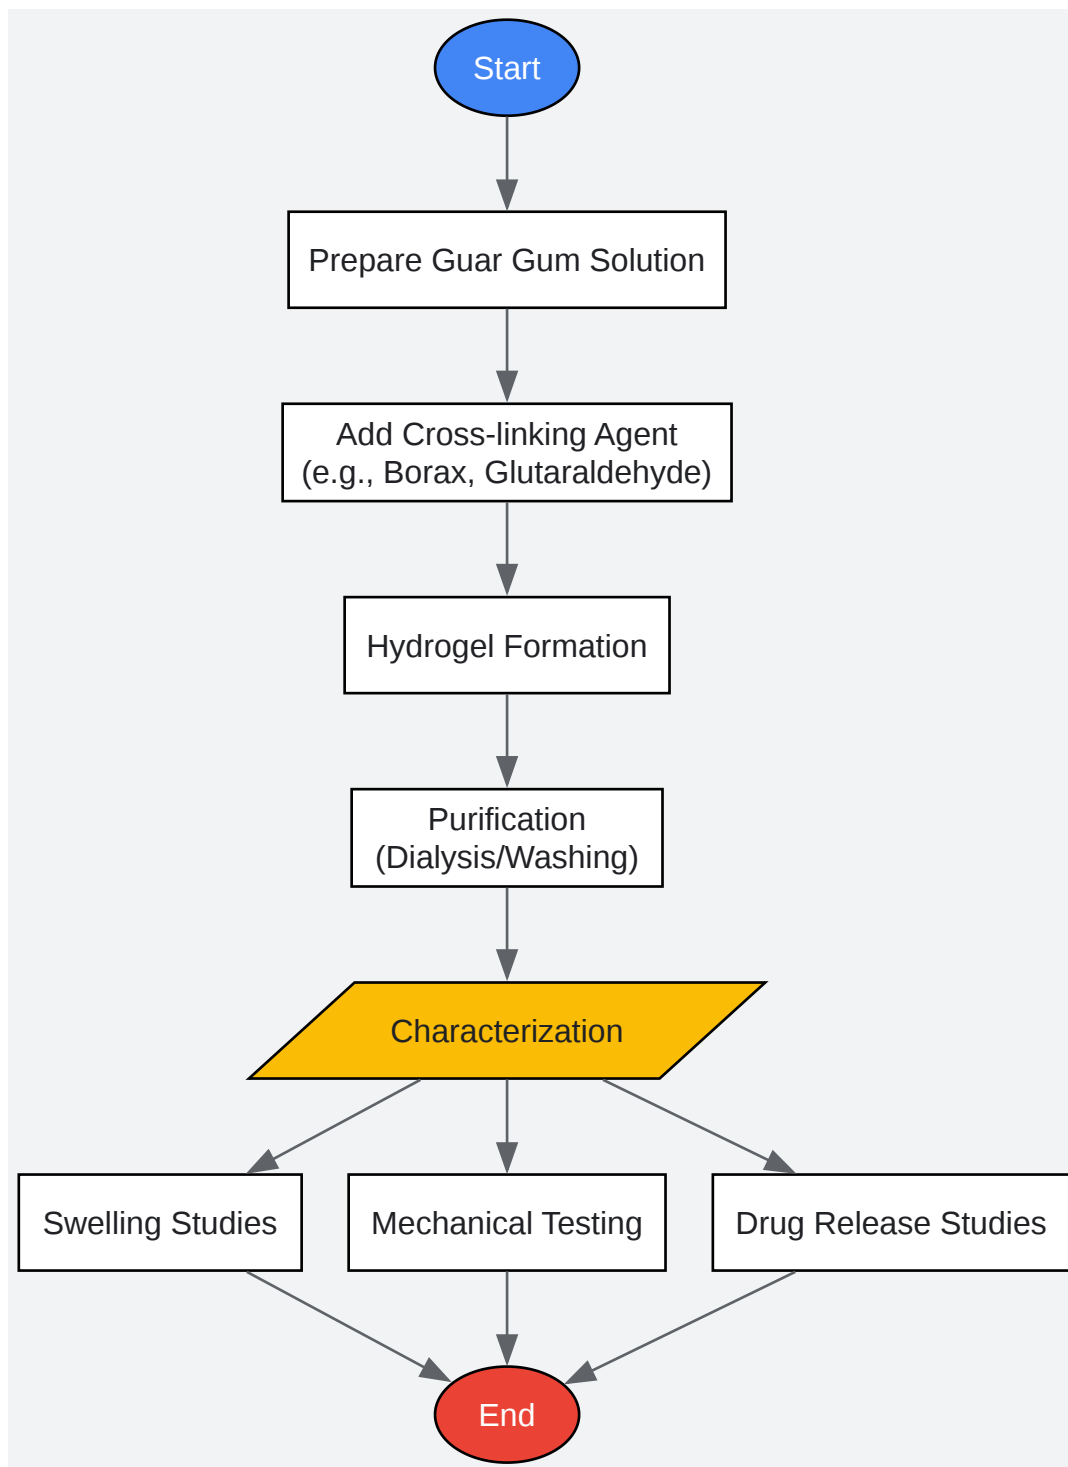 Start
Prepare Guar Gum Solution
Add Cross-linking Agent
(e.g., Borax, Glutaraldehyde)
Hydrogel Formation
Purification
(Dialysis/Washing)
Characterization
Swelling Studies
Mechanical Testing
Drug Release Studies
End